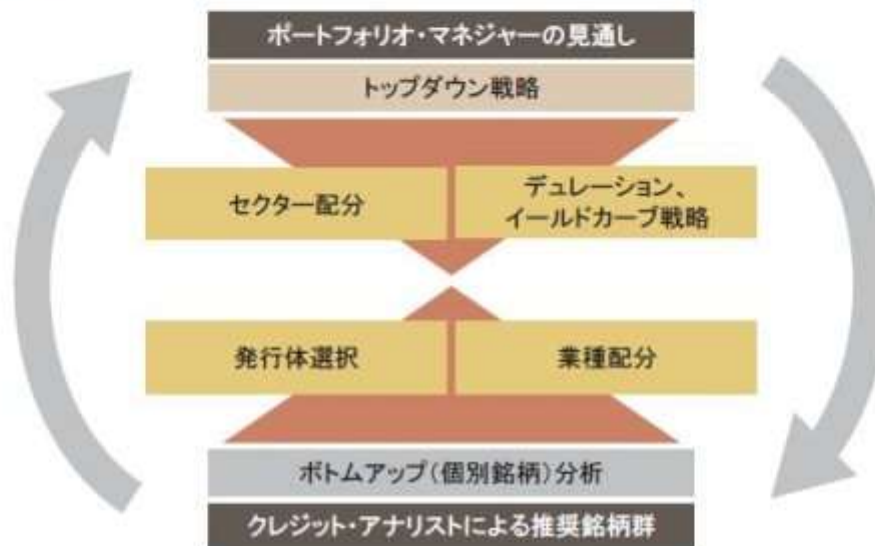 ポートフォリオ・マネジャーの見通し
トップダウン戦略
セクター配分
デュレーション、
イールドカーブ戦略
発行体選択
業種配分
ボトムアップ(個別銘柄)分析
クレジット・アナリストによる推奨銘柄群